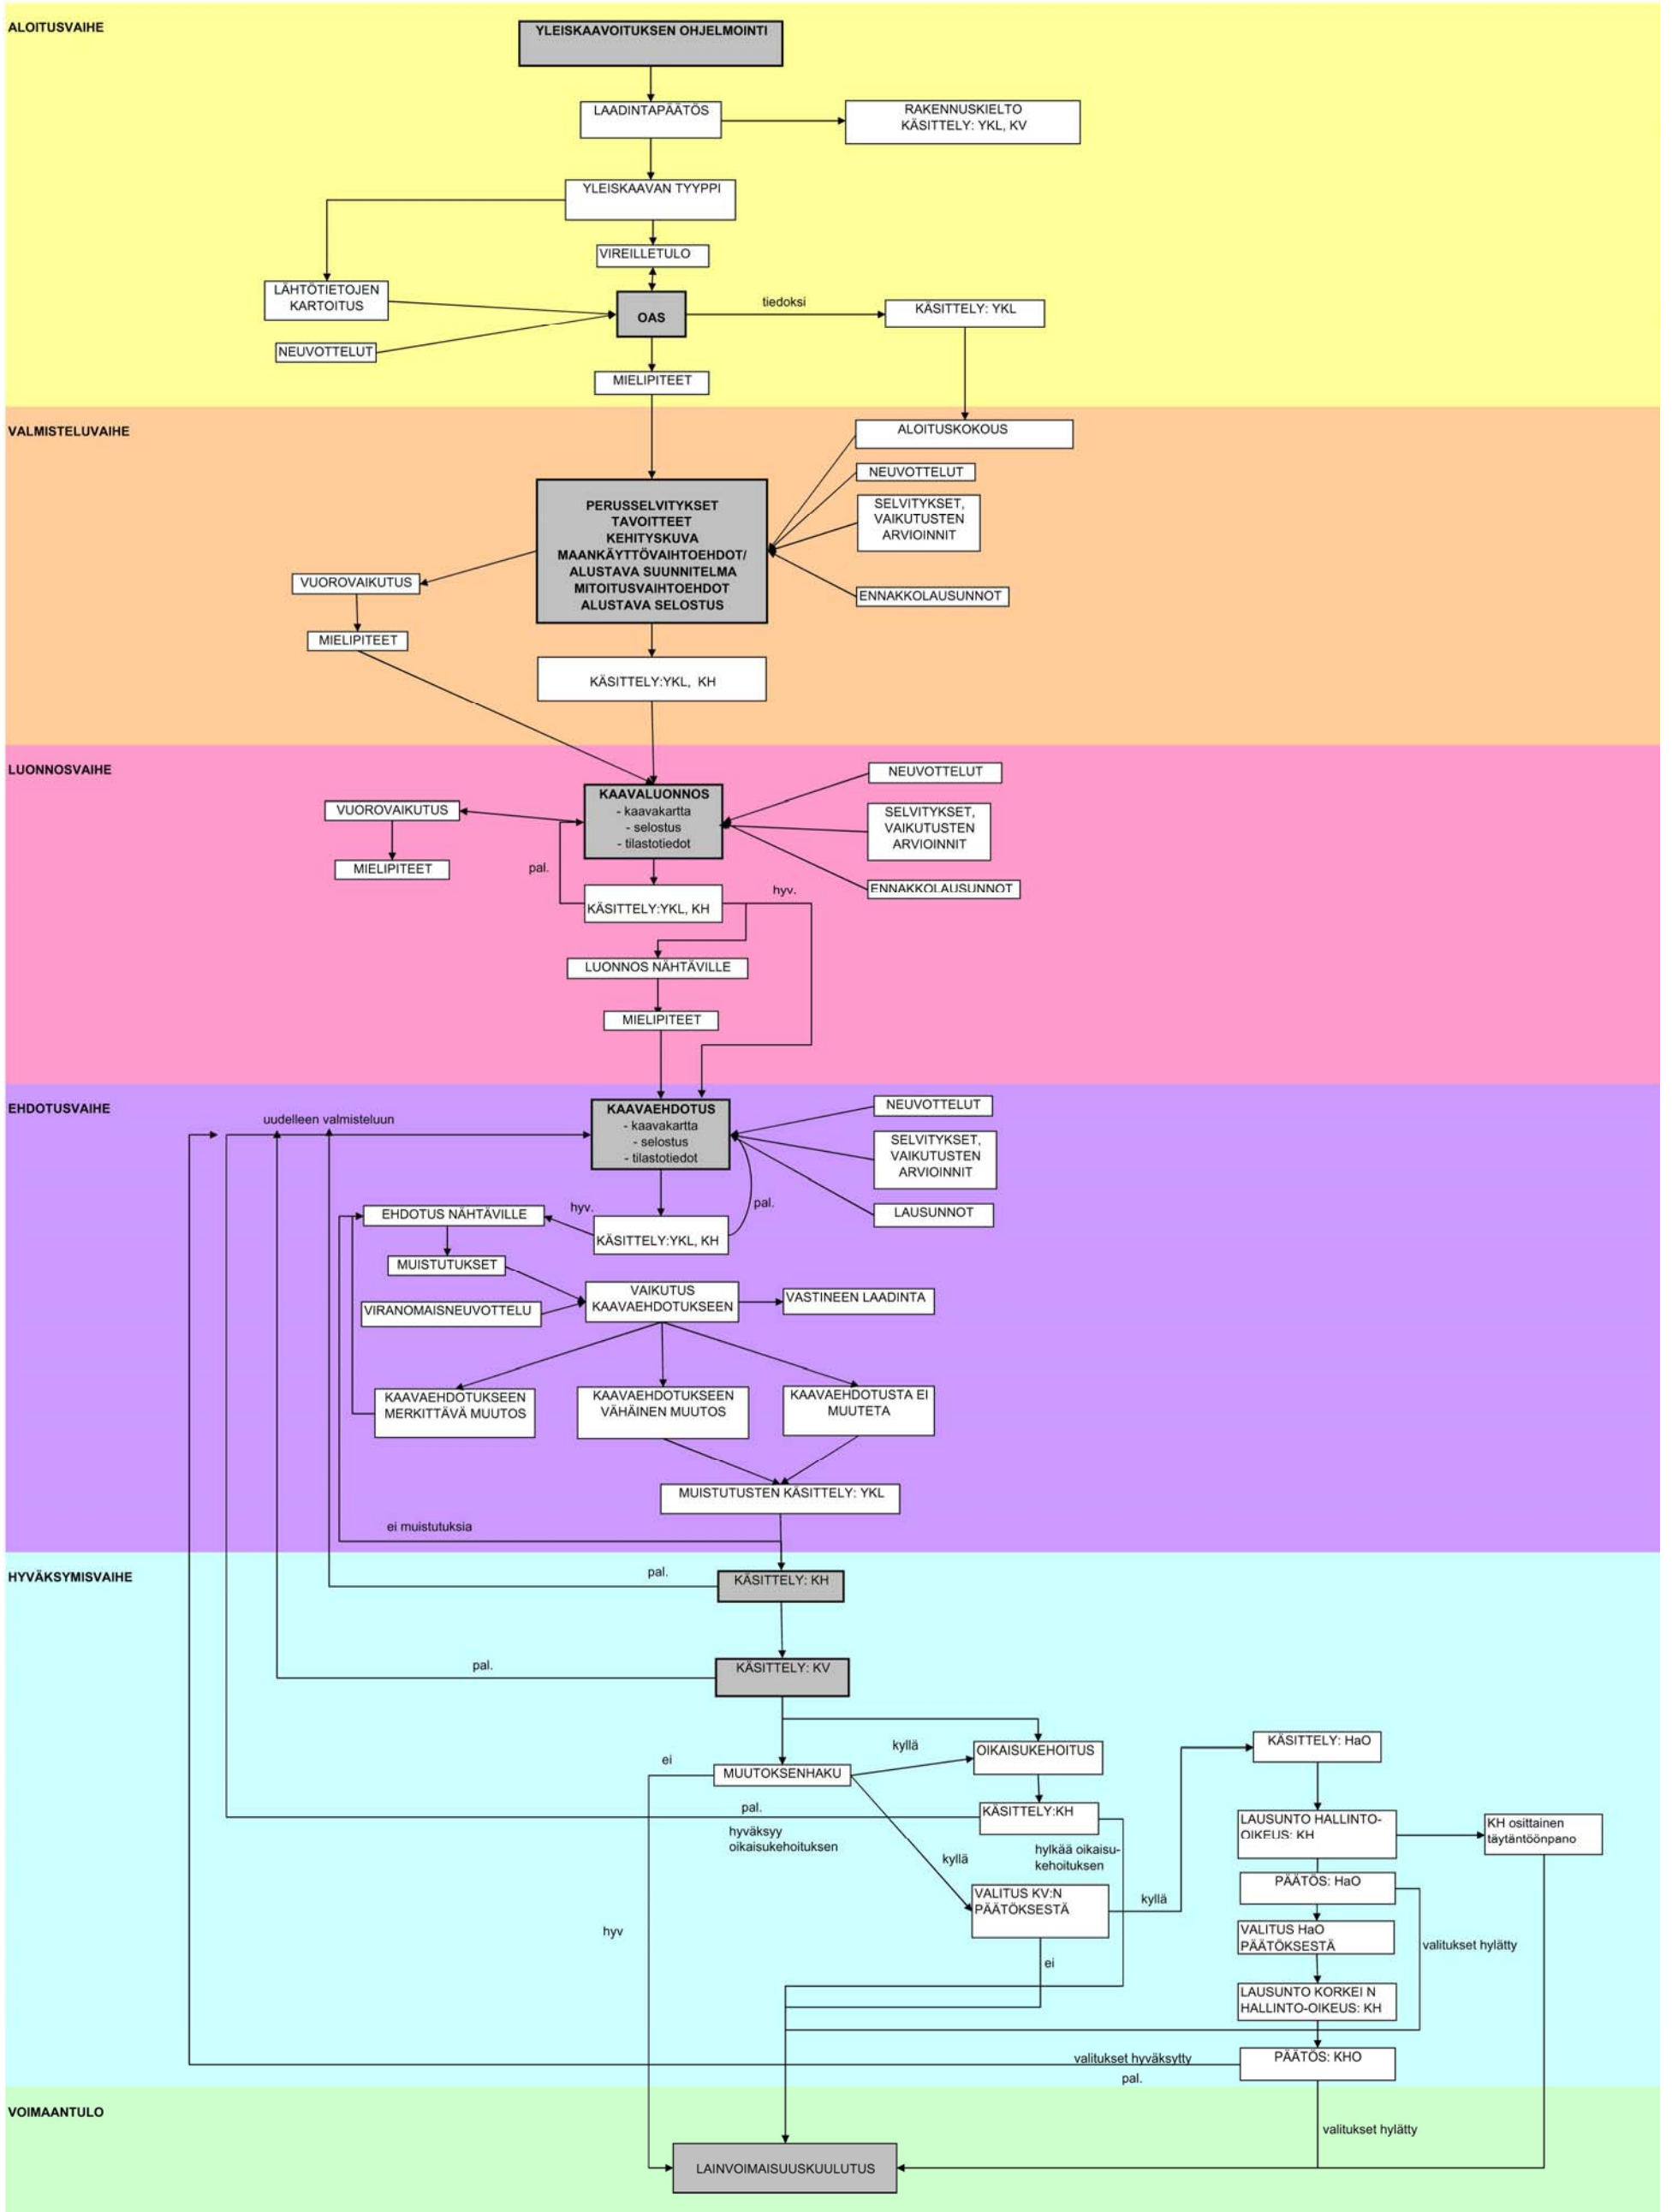 ALOITUSVAIHE
YLEISKAAVOITUKSEN OHJELMOINTI
LAADINTAPÄÄTÖS
RAKENNUSKIELTO
KÄSITTELY: YKL, KV
YLEISKAAVAN TYYPPI
VIREILLETULO
LÄHTÖTIETOJEN
KARTOITUS
OAS
tiedoksi
KÄSITTELY: YKL
NEUVOTTELUT
MIELIPITEET
VALMISTELUVAIHE
ALOITUSKOKOUS
NEUVOTTELUT
SELVITYKSET,
VAIKUTUSTEN
ARVIOINNIT
ENNAKKOLAUSUNNOT
PERUSSELVITYKSET
TAVOITTEET
KEHITYSKUVA
MAANKÄYTTÖVAIHTOEHDOT/
ALUSTAVA SUUNNITELMA
MITOITUSVAIHTOEHDOT
ALUSTAVA SELOSTUS
VUOROVAIKUTUS
MIELIPITEET
KÄSITTELY:YKL, KH
LUONNOSVAIHE
KAAVALUONNOS
- kaavakartta
- selostus
- tilastotiedot
NEUVOTTELUT
SELVITYKSET,
VAIKUTUSTEN
ARVIOINNIT
ENNAKKOLAUSUNNOT
VUOROVAIKUTUS
MIELIPITEET
pal.
hyv.
KÄSITTELY:YKL, KH
LUONNOS NÄHTÄVILLE
MIELIPITEET
EHDOTUSVAIHE
uudelleen valmisteluun
KAAVAEHDOTUS
- kaavakartta
- selostus
- tilastotiedot
NEUVOTTELUT
SELVITYKSET,
VAIKUTUSTEN
ARVIOINNIT
LAUSUNNOT
pal.
hyv.
EHDOTUS NÄHTÄVILLE
KÄSITTELY:YKL, KH
MUISTUTUKSET
VIRANOMAISNEUVOTTELU
VAIKUTUS
KAAVAEHDOTUKSEEN
VASTINEEN LAADINTA
KAAVAEHDOTUKSEEN
MERKITTÄVÄ MUUTOS
KAAVAEHDOTUKSEEN
VÄHÄINEN MUUTOS
KAAVAEHDOTUSTA EI
MUUTETA
MUISTUTUSTEN KÄSITTELY: YKL
ei muistutuksia
HYVÄKSYMISVAIHE
pal.
KÄSITTELY: KH
pal.
KÄSITTELY: KV
ei
MUUTOKSENHAKU
kyllä
OIKAISUKEHOITUS
KÄSITTELY: HaO
pal.
hyväksyy
oikaisukehoituksen
KÄSITTELY:KH
hylkää oikaisu-
kehoituksen
LAUSUNTO HALLINTO-
OIKEUS: KH
KH osittainen
täytäntöönpano
kyllä
VALITUS KV:N
PÄÄTÖKSESTÄ
kyllä
PÄÄTÖS: HaO
hyv
ei
VALITUS HaO
PÄÄTÖKSESTÄ
valitukset hylätty
LAUSUNTO KORKEI N
HALLINTO-OIKEUS: KH
valitukset hyväksytty
pal.
PÄÄTÖS: KHO
VOIMAANTULO
valitukset hylätty
LAINVOIMAISUUSKUULUTUS